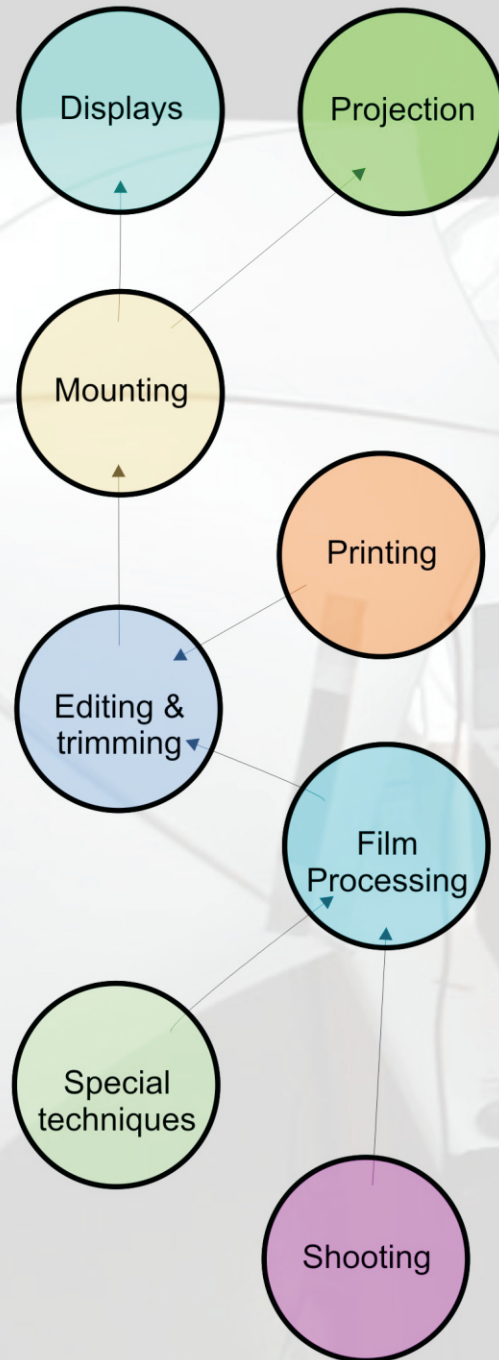 Displays
Projection
Mounting
Printing
Editing &
trimming
Film
Processing
Special
techniques
Shooting